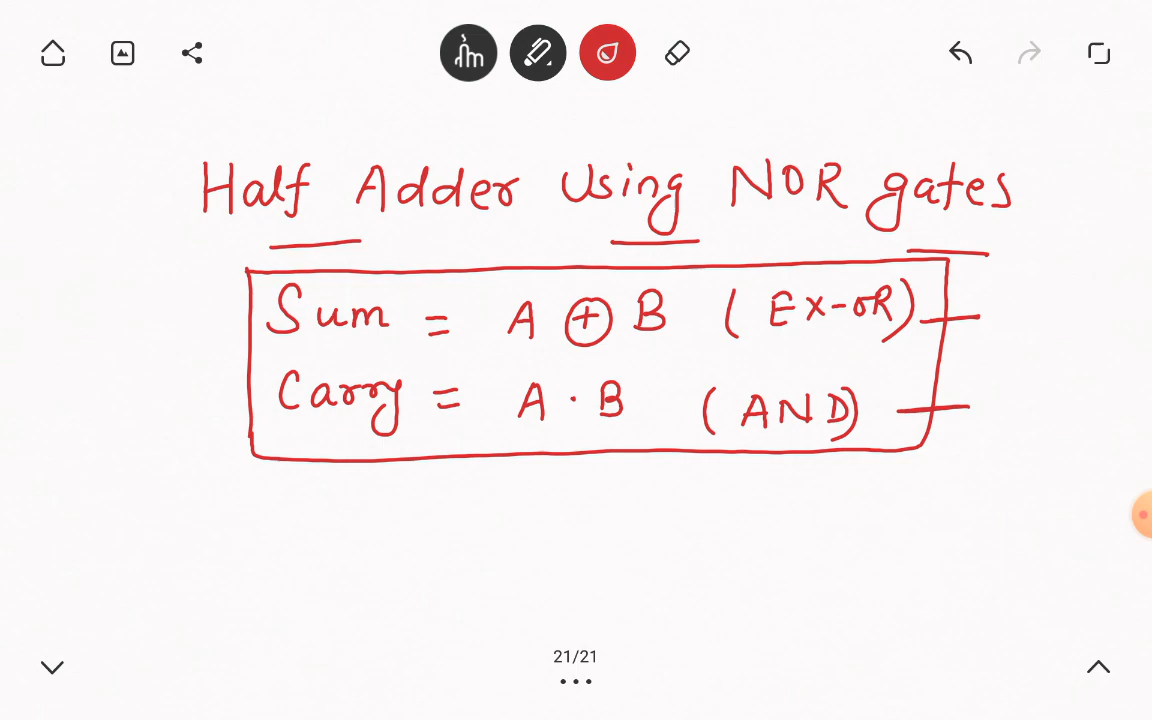 Half Adder Using NOR gates
Sum = A ⊕ B (EX-OR)
Carry = A · B (AND)
21/21